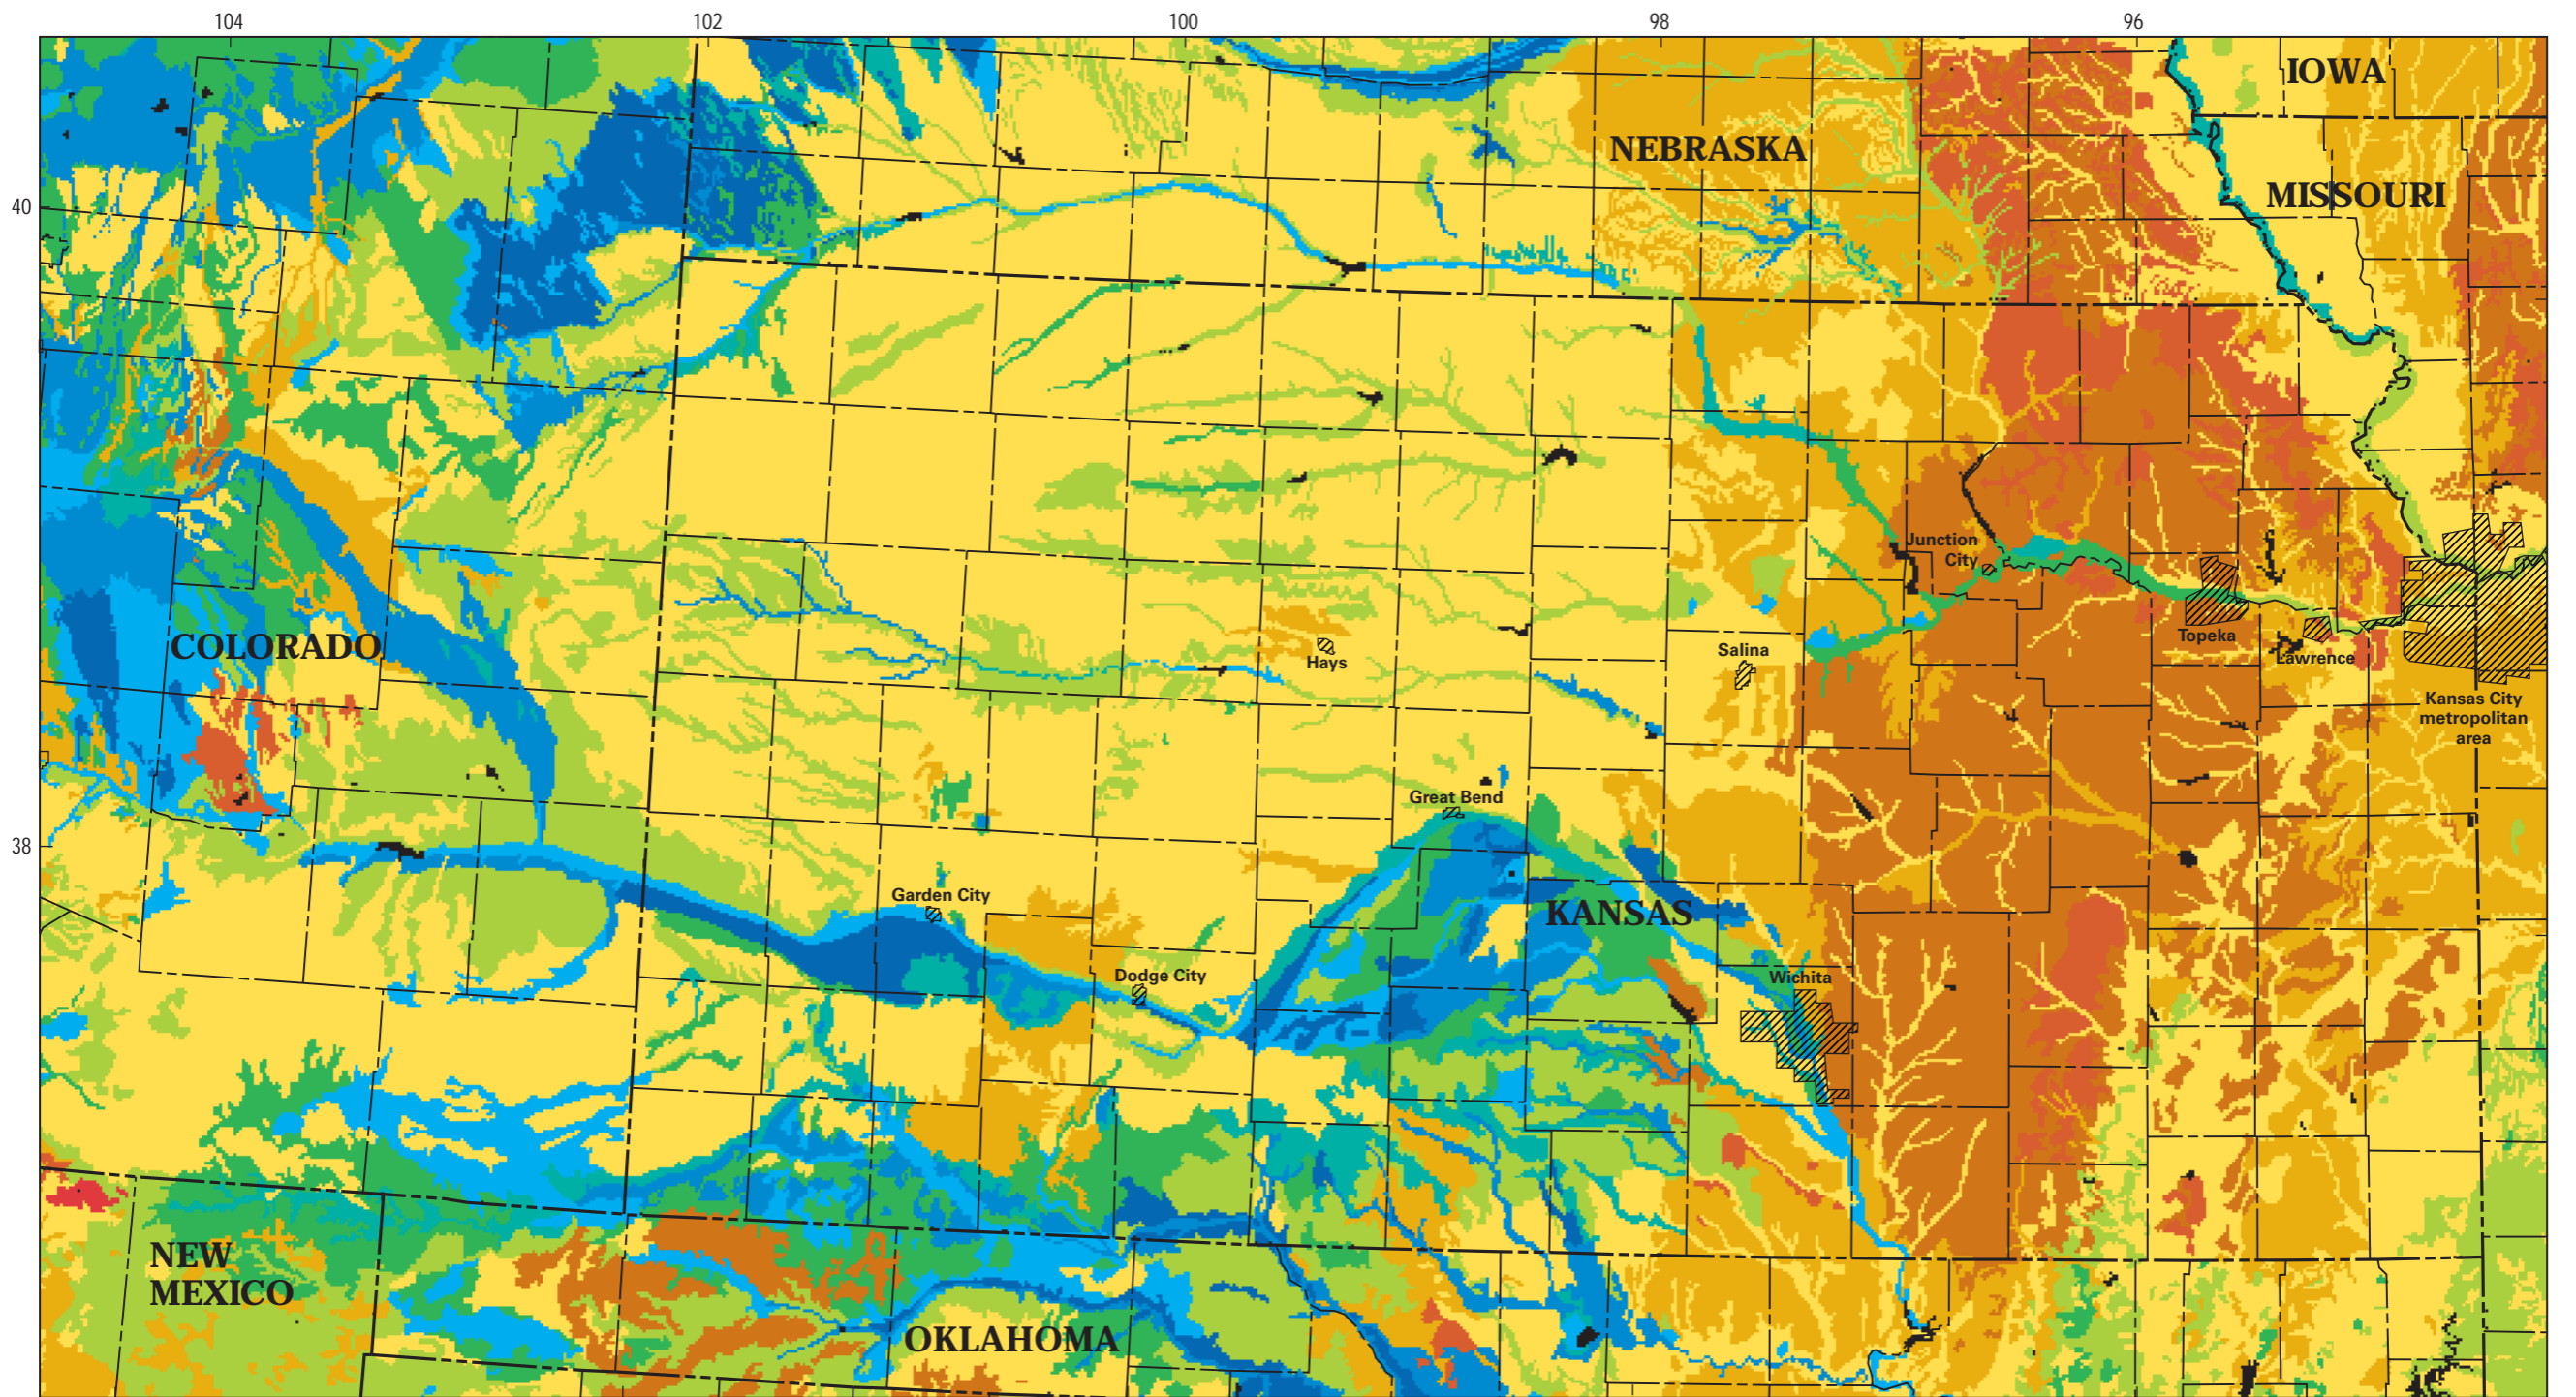 104 102 100 98 96
IOWA
NEBRASKA
MISSOURI
40
Junction
City
Topeka
Lawrence
COLORADO
Hays
Salina
Kansas City
metropolitan
area
Great Bend
38
Garden City
KANSAS
Dodge City
Wichita
NEW
MEXICO
OKLAHOMA